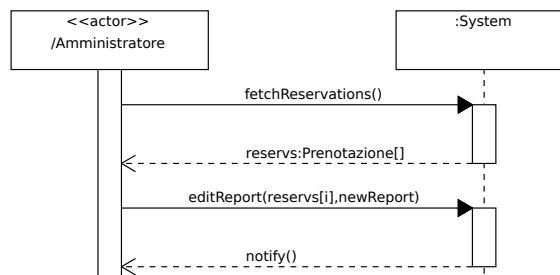 <<actor>>
/Amministratore
:System
fetchReservations()
reservs:Prenotazione[]
editReport(reservs[i],newReport)
notify()